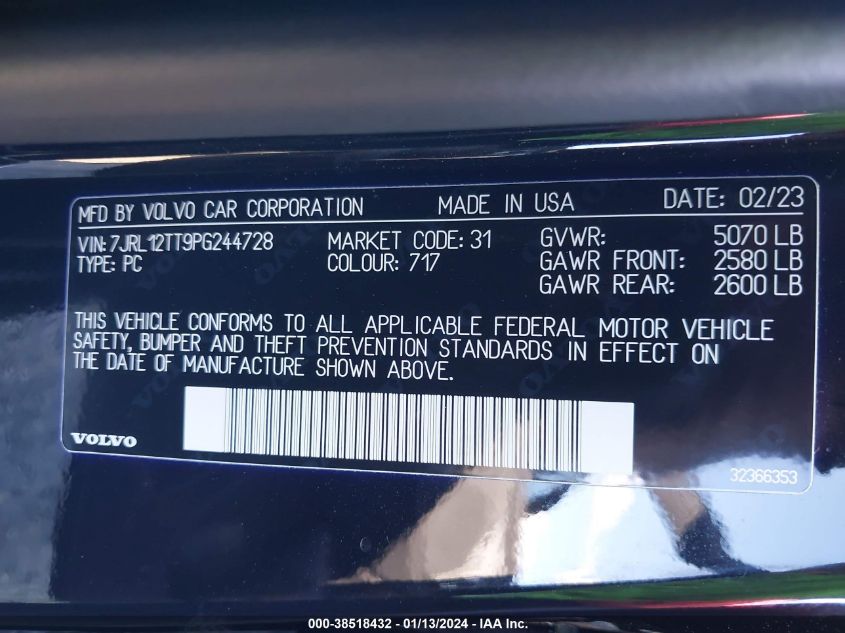 MFD BY VOLVO CAR CORPORATION MADE IN USA DATE: 02/23
VIN: 7JRL12TT9PG244728 MARKET CODE: 31 GVWR: 5070 LB
TYPE: PC COLOUR: 717 GAWR FRONT: 2580 LB
GAWR REAR: 2600 LB
THIS VEHICLE CONFORMS TO ALL APPLICABLE FEDERAL MOTOR VEHICLE
SAFETY, BUMPER AND THEFT PREVENTION STANDARDS IN EFFECT ON
THE DATE OF MANUFACTURE SHOWN ABOVE.
VOLVO
32366353
000-38518432 - 01/13/2024 - IAA Inc.